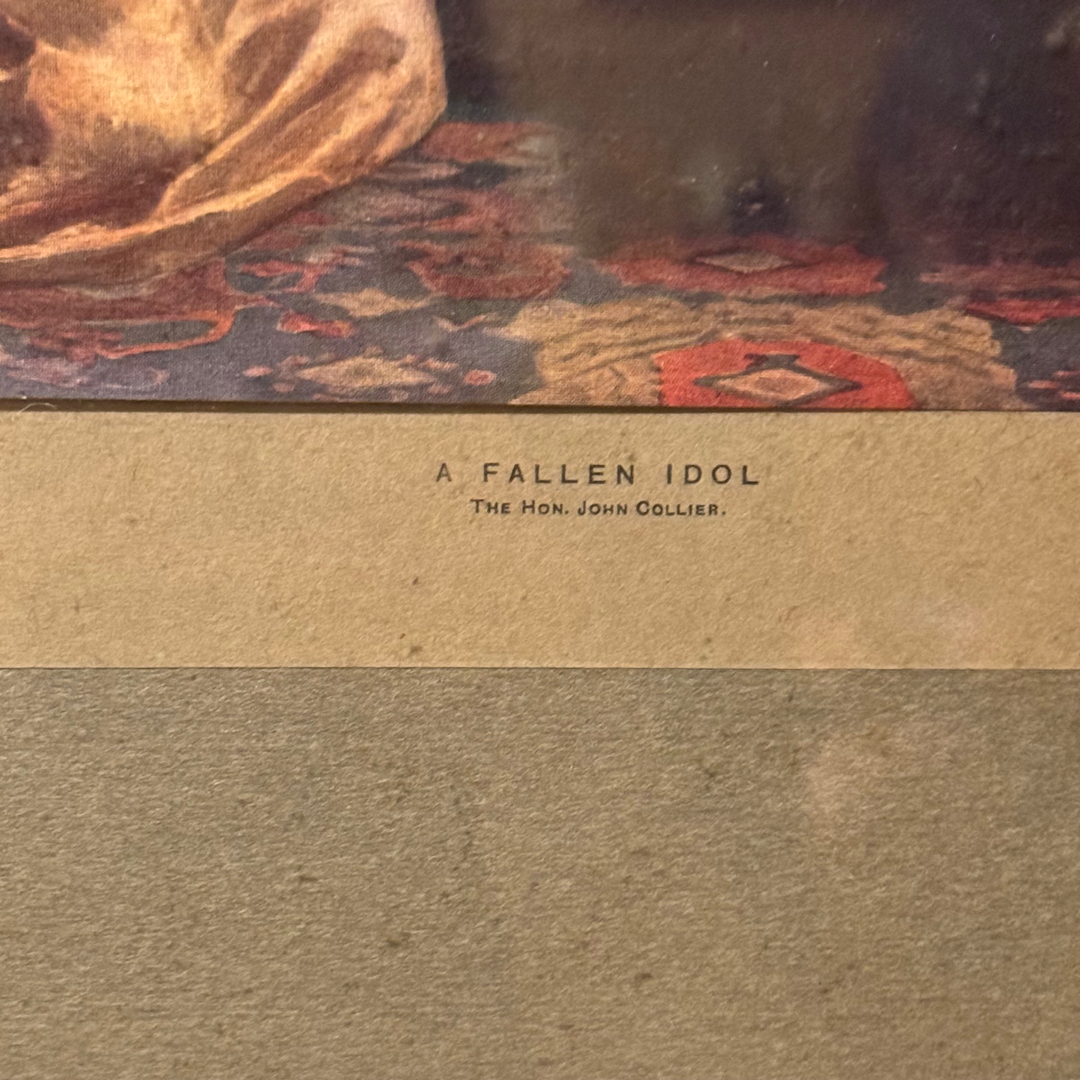 A FALLEN IDOL
THE HON. JOHN COLLIER.